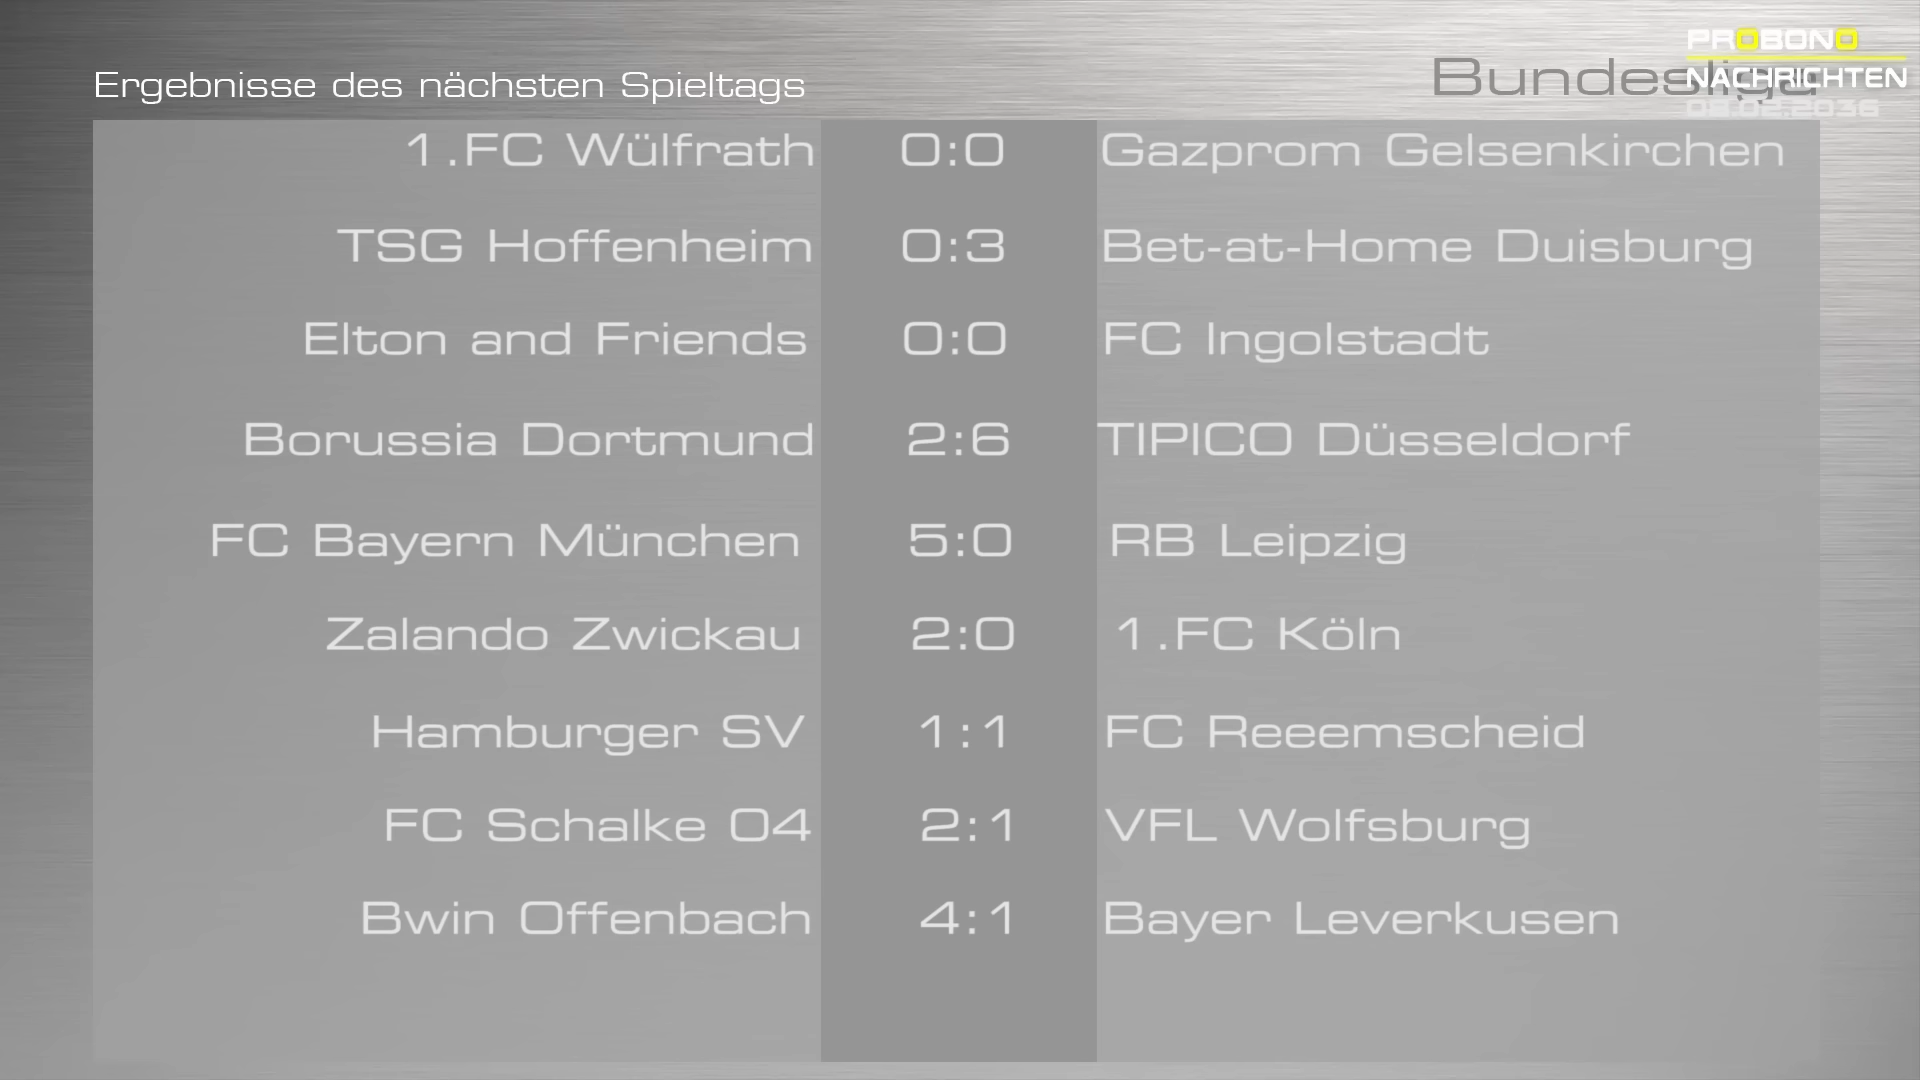 PROBONO
Ergebnisse des nächsten Spieltags Bundesliga NACHRICHTEN
08.02.2036
1.FC Wülfrath 0:0 Gazprom Gelsenkirchen
TSG Hoffenheim 0:3 Bet-at-Home Duisburg
Elton and Friends 0:0 FC Ingolstadt
Borussia Dortmund 2:6 TIPICO Düsseldorf
FC Bayern München 5:0 RB Leipzig
Zalando Zwickau 2:0 1.FC Köln
Hamburger SV 1:1 FC Reeemscheid
FC Schalke 04 2:1 VFL Wolfsburg
Bwin Offenbach 4:1 Bayer Leverkusen